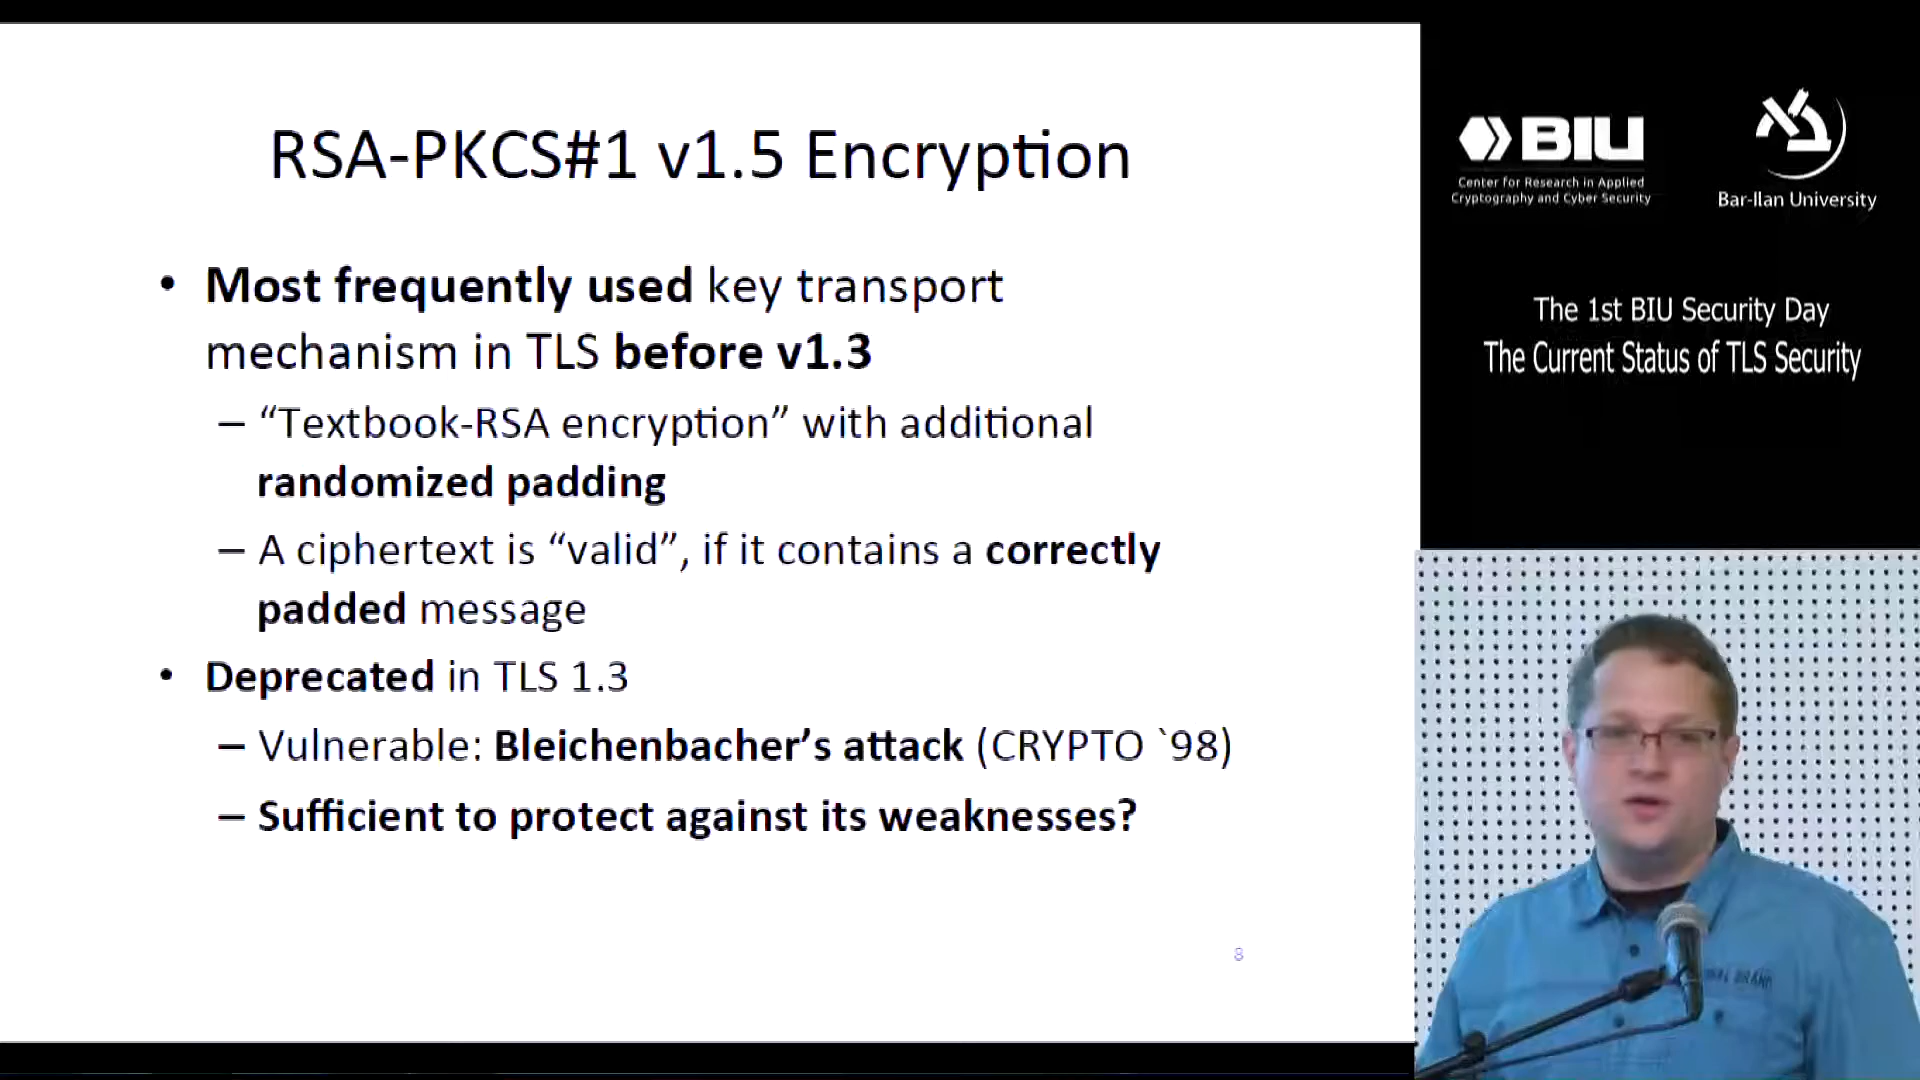 RSA-PKCS#1 v1.5 Encryption
• Most frequently used key transport
mechanism in TLS before v1.3
– “Textbook-RSA encryption” with additional
randomized padding
– A ciphertext is “valid”, if it contains a correctly
padded message
• Deprecated in TLS 1.3
– Vulnerable: Bleichenbacher’s attack (CRYPTO `98)
– Sufficient to protect against its weaknesses?
8
BIU
Center for Research in Applied
Cryptography and Cyber Security
Bar-Ilan University
The 1st BIU Security Day
The Current Status of TLS Security